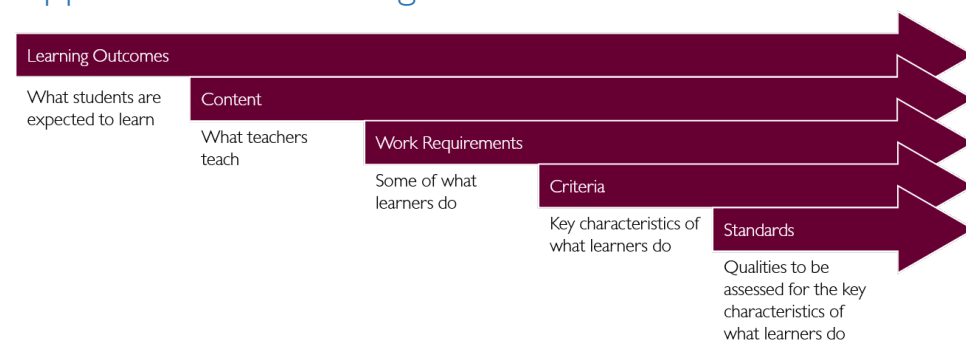 Learning Outcomes
What students are
expected to learn
Content
What teachers
teach
Work Requirements
Some of what
learners do
Criteria
Key characteristics of
what learners do
Standards
Qualities to be
assessed for the key
characteristics of
what learners do